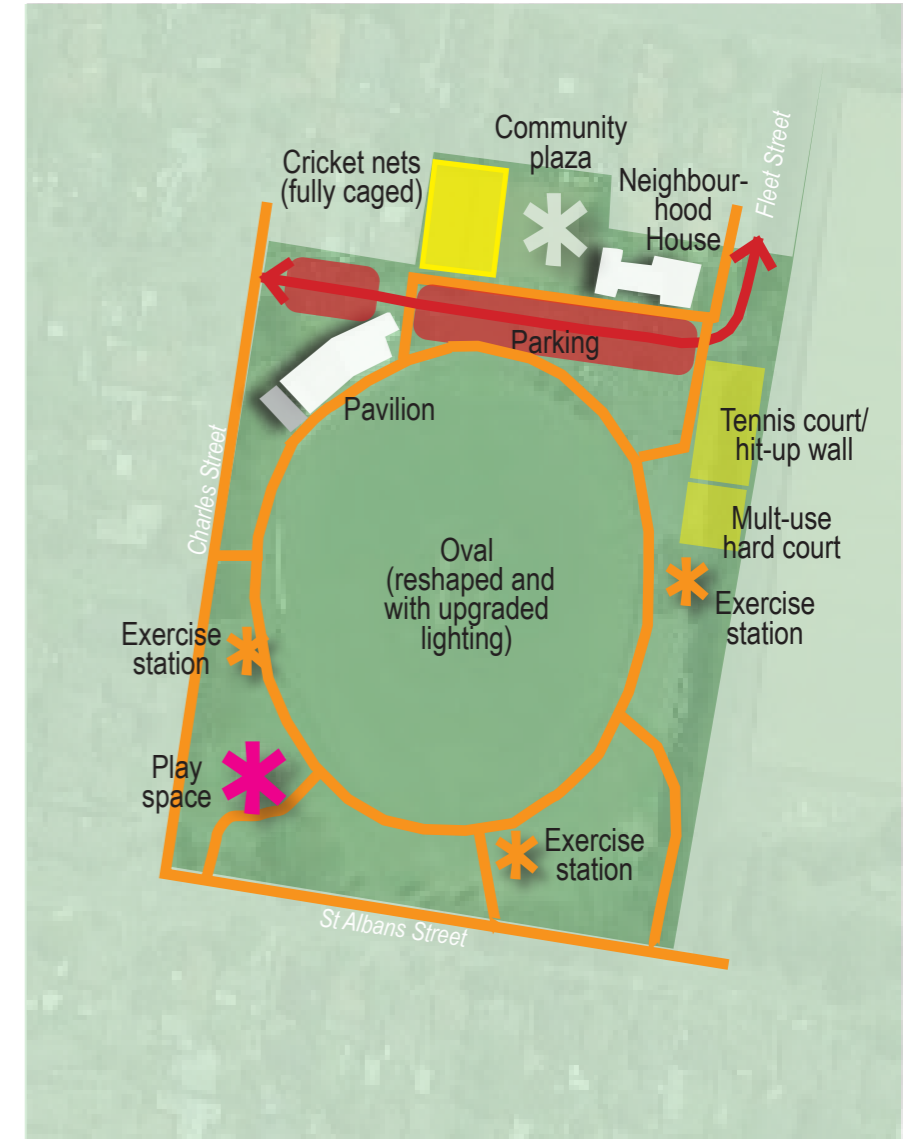 Community
plaza
Cricket nets
(fully caged)
Neighbour-
hood
House
Fleet Street
Parking
Pavilion
Tennis court/
hit-up wall
Charles Street
Mult-use
hard court
Oval
(reshaped and
with upgraded
lighting)
Exercise
station
Exercise
station
Play
space
Exercise
station
St Albans Street